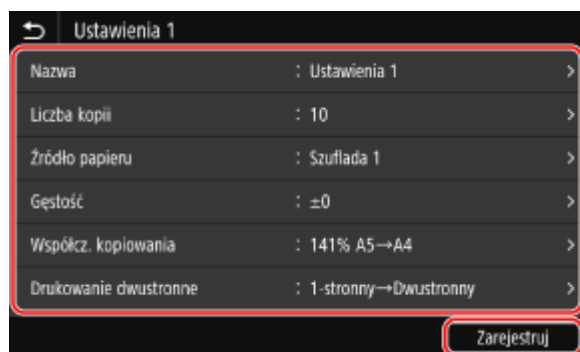 Ustawienia 1
Nazwa : Ustawienia 1
Liczba kopii : 10
Źródło papieru : Szuflada 1
Gęstość : ±0
Współcz. kopiowania : 141% A5→A4
Drukowanie dwustronne : 1-stronny→Dwustronny
Zarejestruj